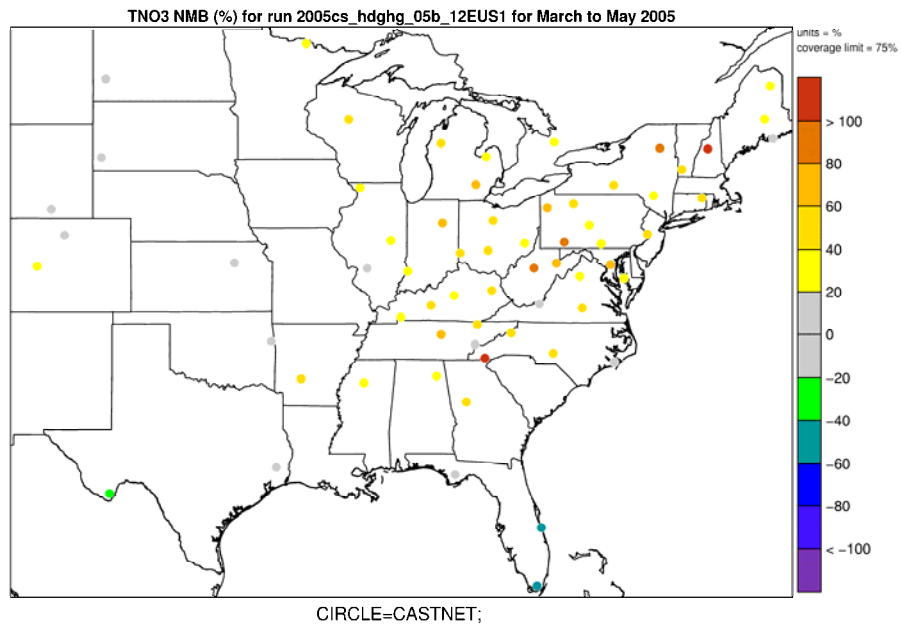 TNO3 NMB (%) for run 2005cs_hdghg_05b_12EUS1 for March to May 2005
units = %
coverage limit = 75%
> 100
80
60
40
20
0
−20
−40
−60
−80
< −100
CIRCLE=CASTNET;